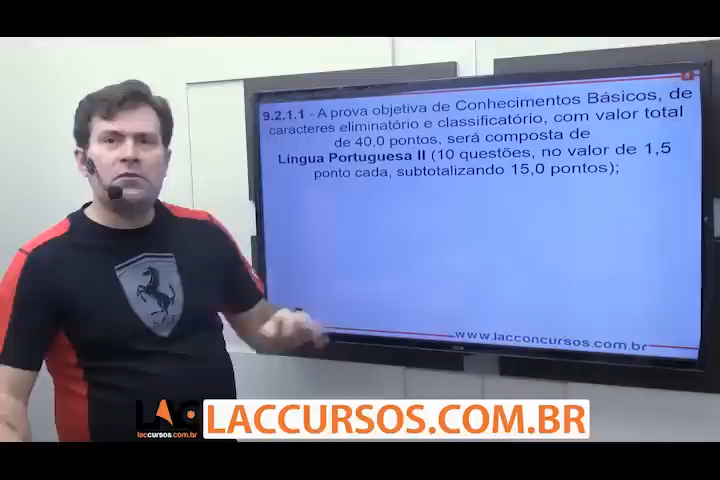 6
9.2.1.1 - A prova objetiva de Conhecimentos Básicos, de
caracteres eliminatório e classificatório, com valor total
de 40,0 pontos, será composta de
Língua Portuguesa II (10 questões, no valor de 1,5
ponto cada, subtotalizando 15,0 pontos);
www.lacconcursos.com.br
LAC
laccursos.com.br
LACCURSOS.COM.BR